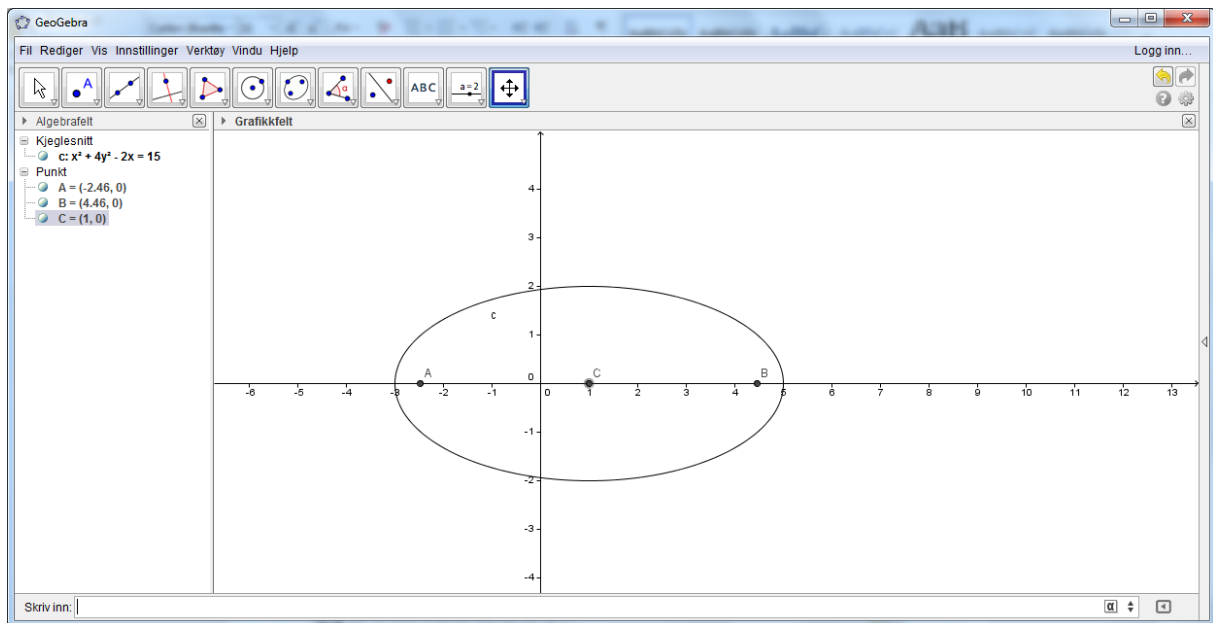 GeoGebra
Fil Rediger Vis Innstillinger Verktøy Vindu Hjelp Logg inn...
A α ABC a = 2
Algebrafelt Grafikkfelt
Kjeglesnitt
c: x² + 4y² - 2x = 15
Punkt
A = (-2.46, 0)
B = (4.46, 0)
C = (1, 0)
4
3
2
c
1
0 A C B
-6 -5 -4 -3 -2 -1 0 1 2 3 4 5 6 7 8 9 10 11 12 13
-1
-2
-3
-4
Skriv inn: α